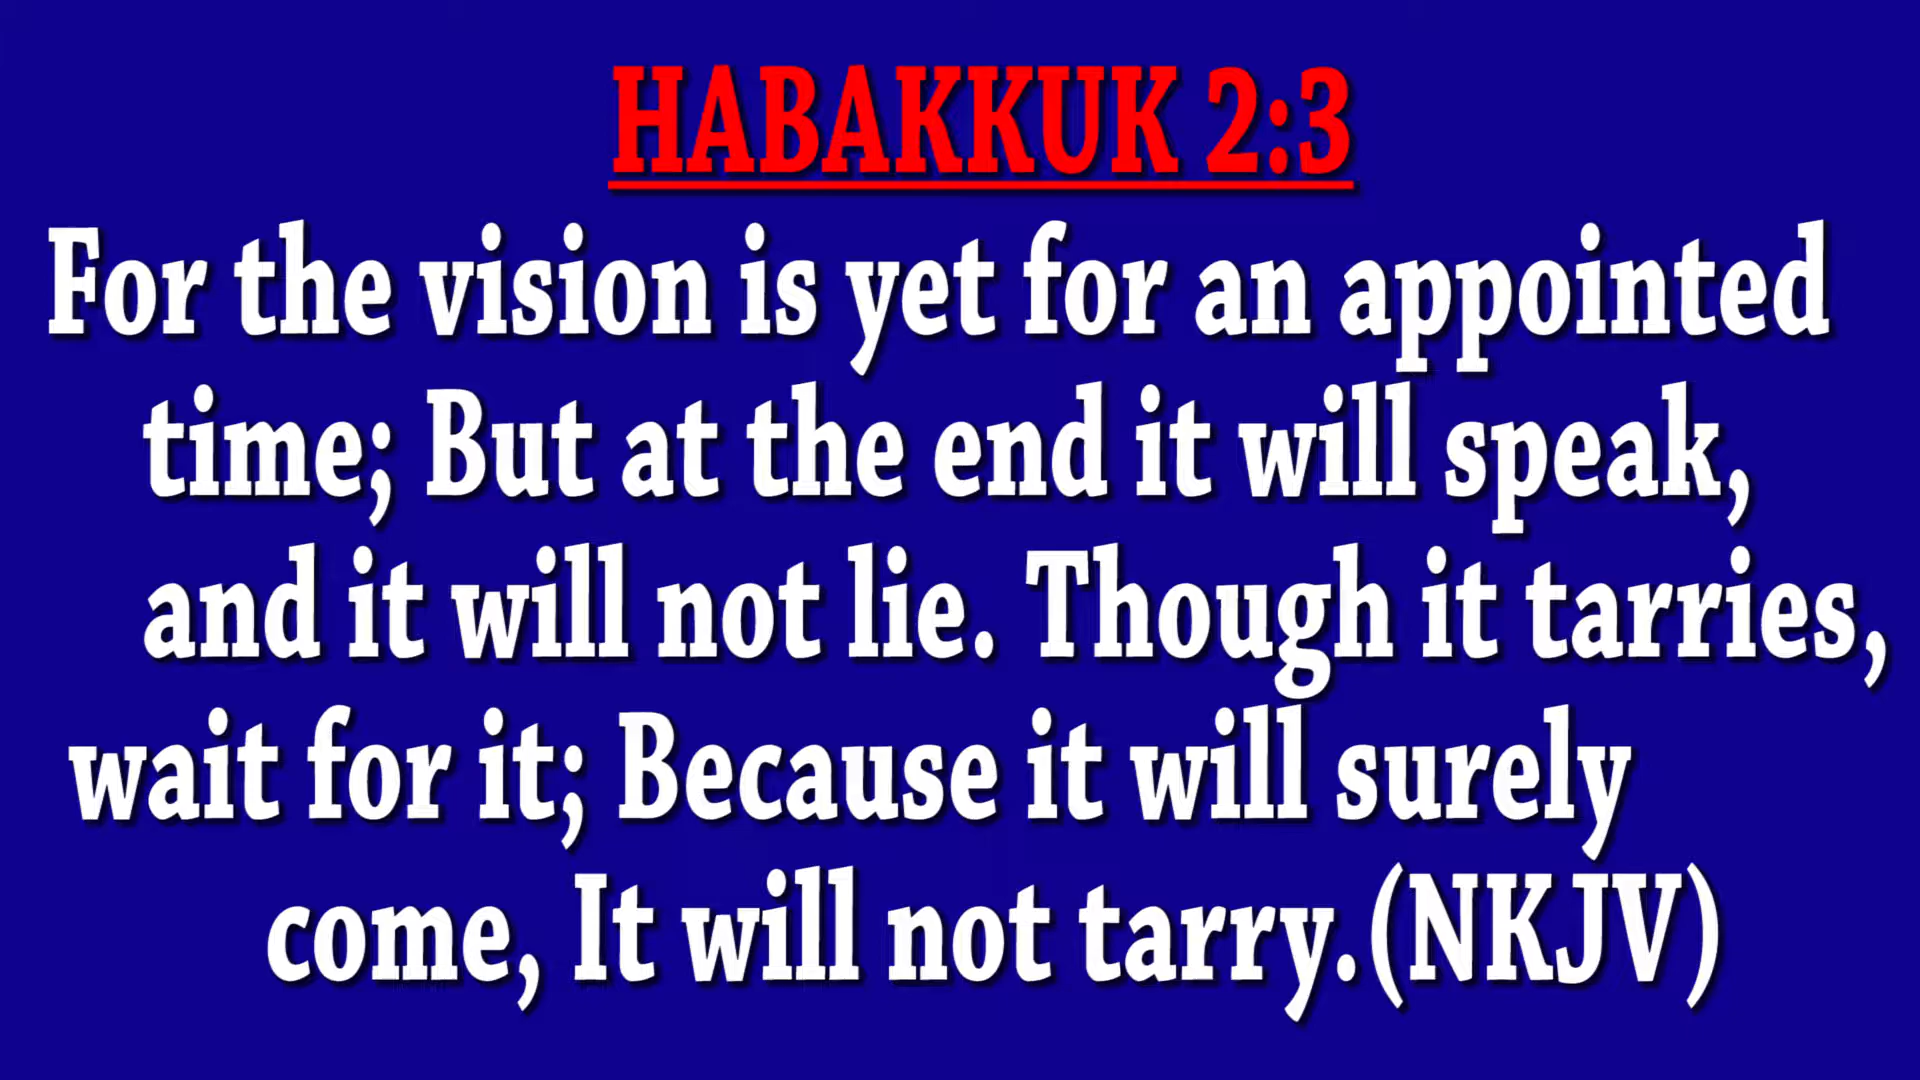 HABAKKUK 2:3
For the vision is yet for an appointed
time; But at the end it will speak,
and it will not lie. Though it tarries,
wait for it; Because it will surely
come, It will not tarry.(NKJV)